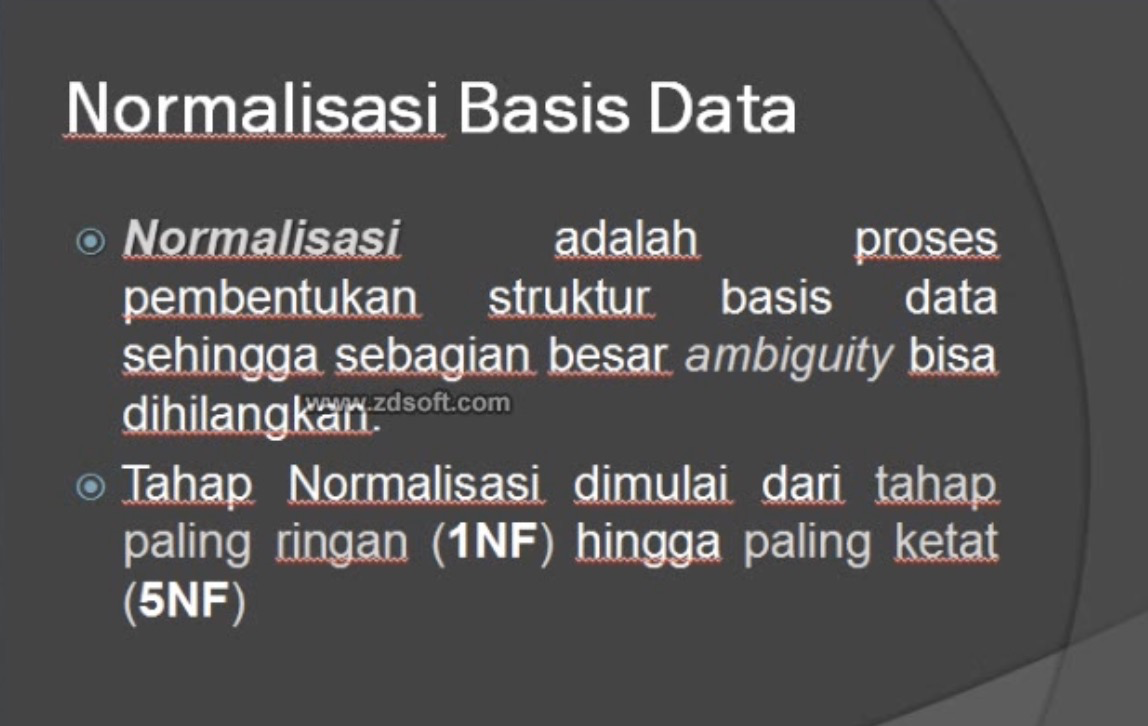 Normalisasi Basis Data
Normalisasi adalah proses
pembentukan struktur basis data
sehingga sebagian besar ambiguity bisa
dihilangkan.
www.zdsoft.com
Tahap Normalisasi dimulai dari tahap
paling ringan (1NF) hingga paling ketat
(5NF)